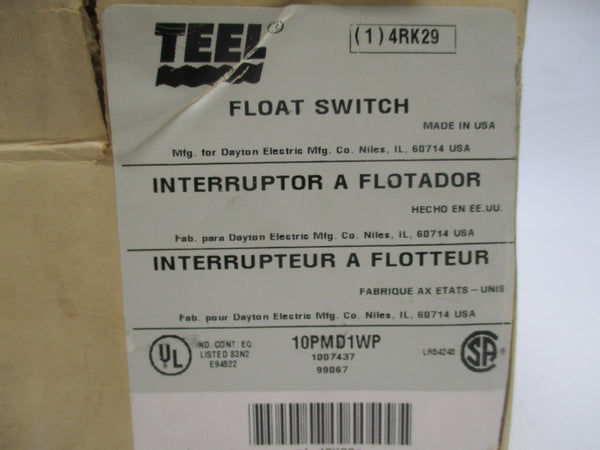 TEEL
(1) 4RK29
FLOAT SWITCH
MADE IN USA
Mfg. for Dayton Electric Mfg. Co. Niles, IL, 60714 USA
INTERRUPTOR A FLOTADOR
HECHO EN EE.UU.
Fab. para Dayton Electric Mfg. Co. Niles, IL, 60714 USA
INTERRUPTEUR A FLOTTEUR
FABRIQUE AX ETATS - UNIS
Fab. pour Dayton Electric Mfg. Co. Niles, IL, 60714 USA
UL
IND. CONT. EQ.
LISTED 83N2
E94522
10PMD1WP
1007437
99067
LR54245
SA